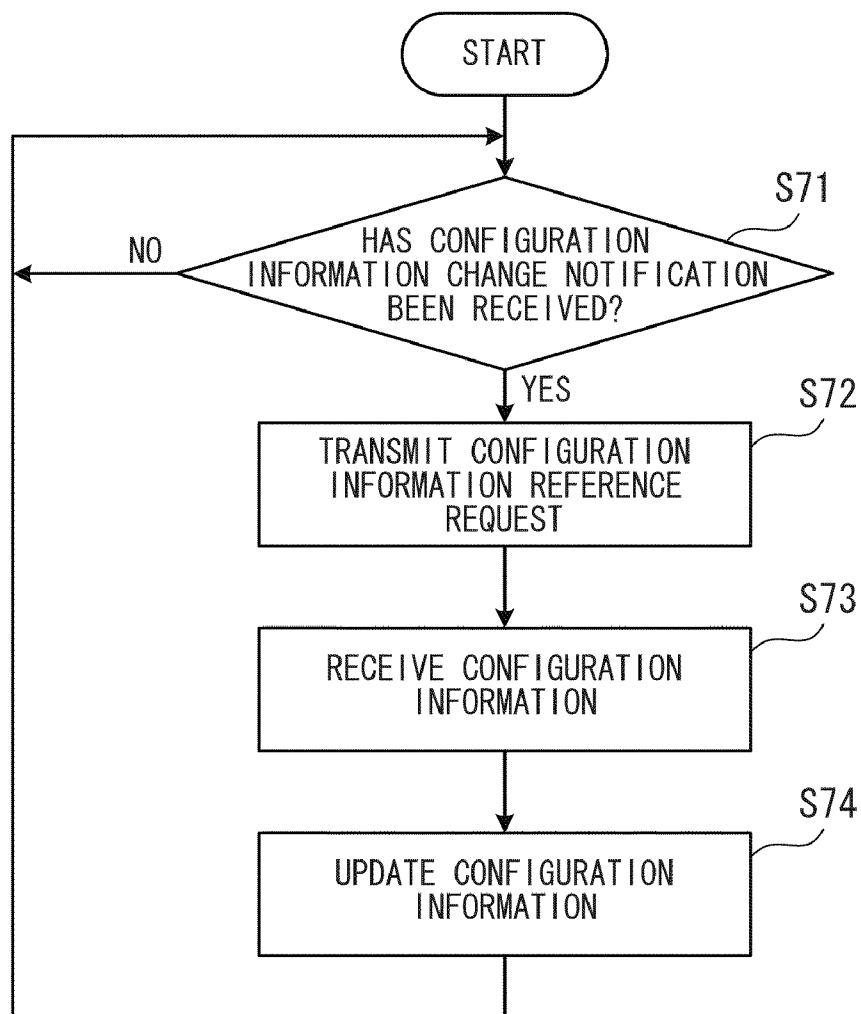 START
S71
HAS CONFIGURATION
INFORMATION CHANGE NOTIFICATION
BEEN RECEIVED?
NO
YES
S72
TRANSMIT CONFIGURATION
INFORMATION REFERENCE
REQUEST
S73
RECEIVE CONFIGURATION
INFORMATION
S74
UPDATE CONFIGURATION
INFORMATION